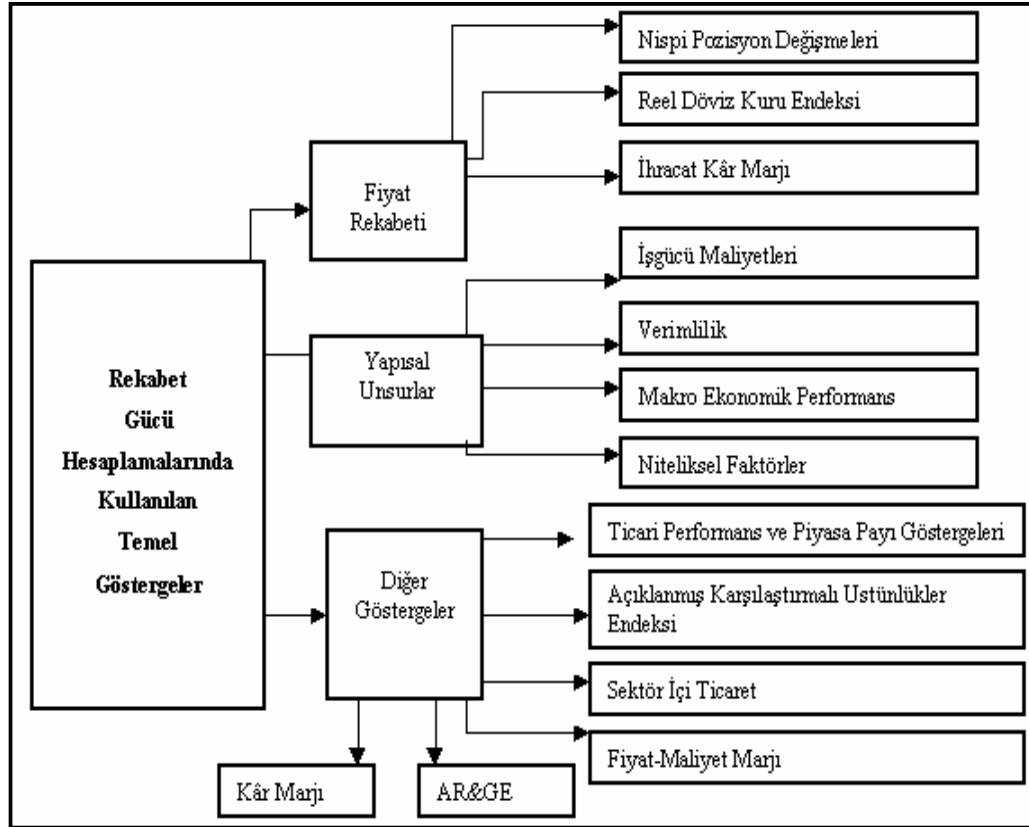 Rekabet
Gücü
Hesaplamalarında
Kullanılan
Temel
Göstergeler
Fiyat
Rekabeti
Nispi Pozisyon Değişmeleri
Reel Döviz Kuru Endeksi
İhracat Kâr Marjı
Yapısal
Unsurlar
İşgücü Maliyetleri
Verimlilik
Makro Ekonomik Performans
Niteliksel Faktörler
Diğer
Göstergeler
Ticari Performans ve Piyasa Payı Göstergeleri
Açıklanmış Karşılaştırmalı Üstünlükler
Endeksi
Sektör İçi Ticaret
Fiyat-Maliyet Marjı
Kâr Marjı
AR&GE